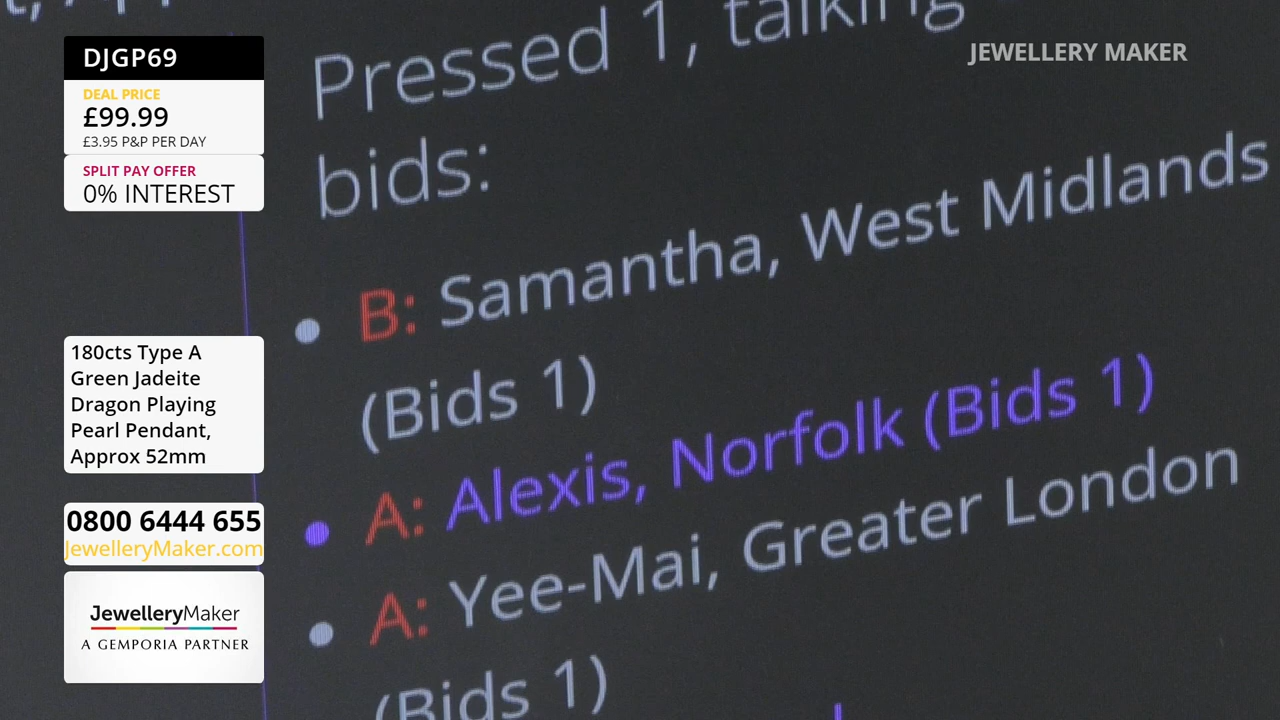 DJGP69
DEAL PRICE
£99.99
£3.95 P&P PER DAY
SPLIT PAY OFFER
0% INTEREST
180cts Type A
Green Jadeite
Dragon Playing
Pearl Pendant,
Approx 52mm
0800 6444 655
JewelleryMaker.com
JewelleryMaker
A GEMPORIA PARTNER
JEWELLERY MAKER
Pressed 1, talking
bids:
• B: Samantha, West Midlands
(Bids 1)
• A: Alexis, Norfolk (Bids 1)
• A: Yee-Mai, Greater London
(Bids 1)